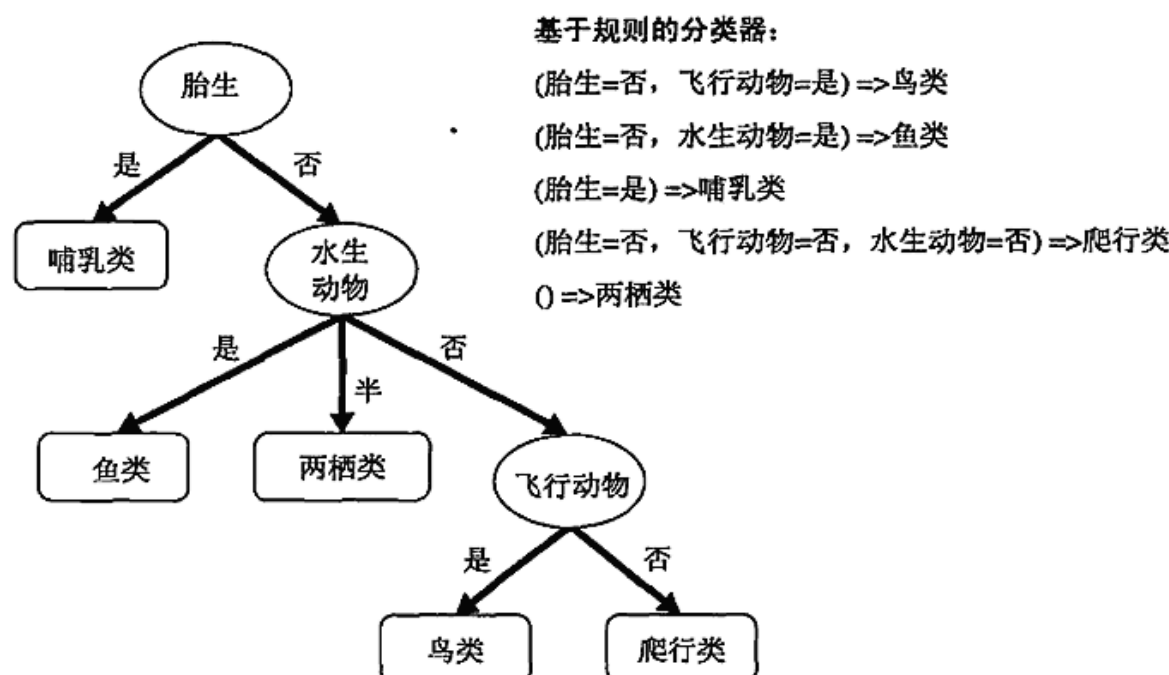 基于规则的分类器：
(胎生=否，飞行动物=是)=>鸟类
(胎生=否，水生动物=是)=>鱼类
(胎生=是)=>哺乳类
(胎生=否，飞行动物=否，水生动物=否)=>爬行类
()=>两栖类
胎生
是
否
哺乳类
水生
动物
是
半
否
鱼类
两栖类
飞行动物
是
否
鸟类
爬行类